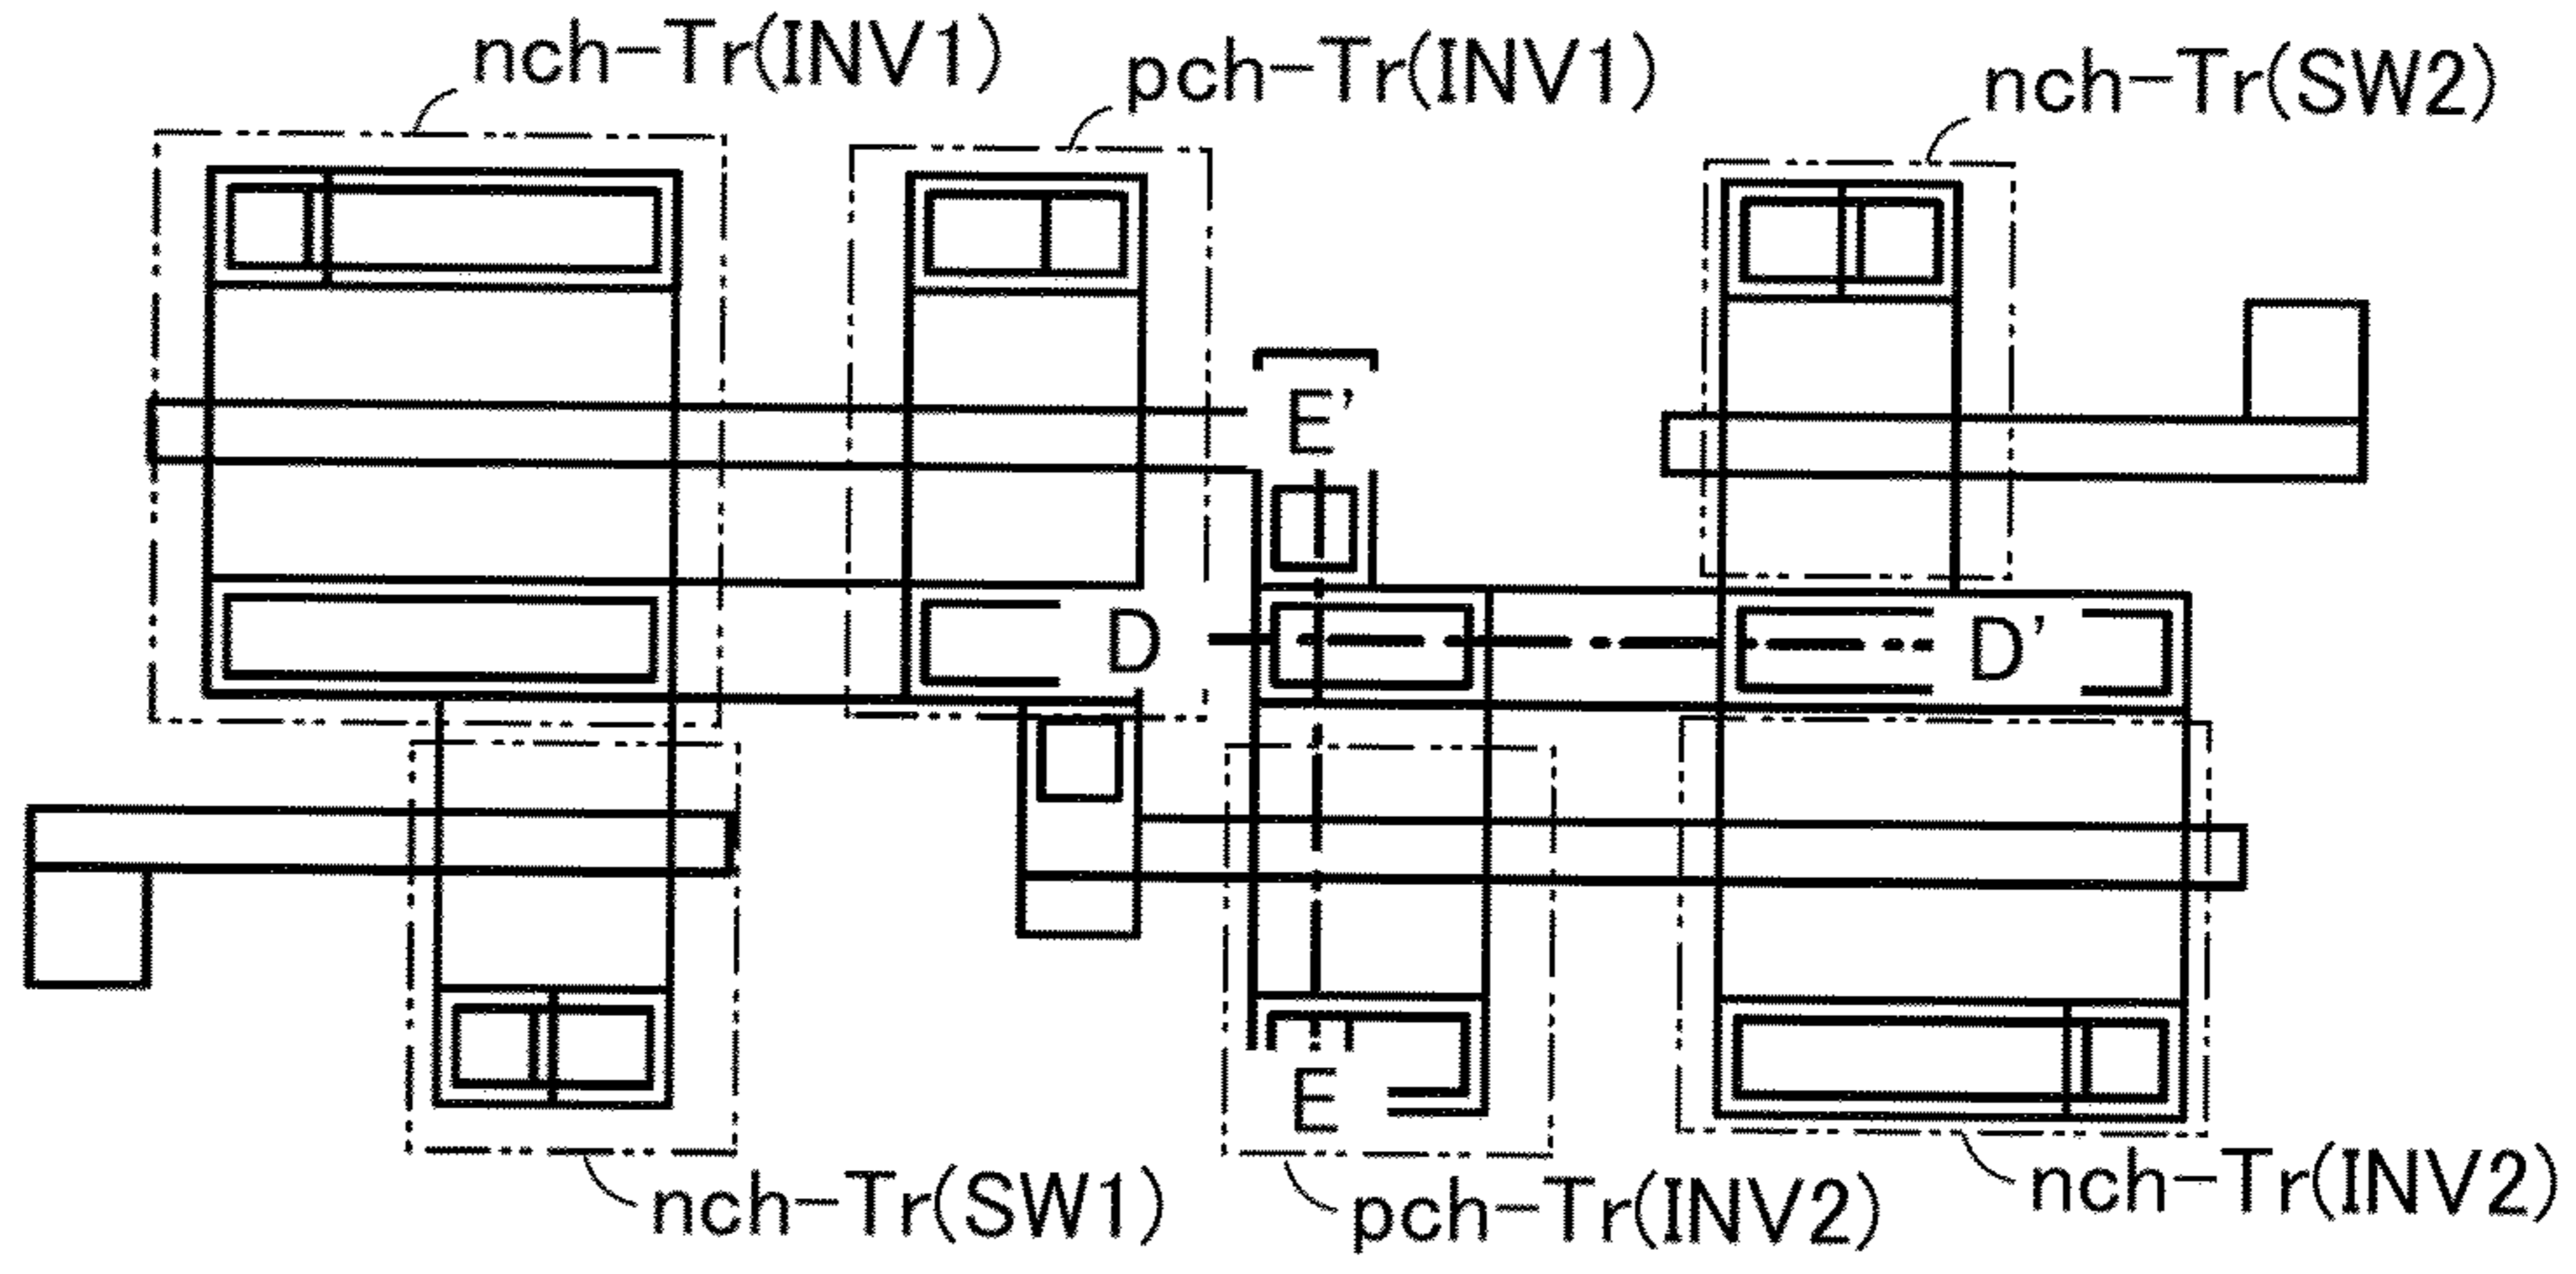 nch-Tr(INV1)
pch-Tr(INV1)
nch-Tr(SW2)
E'
D
D'
E
nch-Tr(SW1)
pch-Tr(INV2)
nch-Tr(INV2)